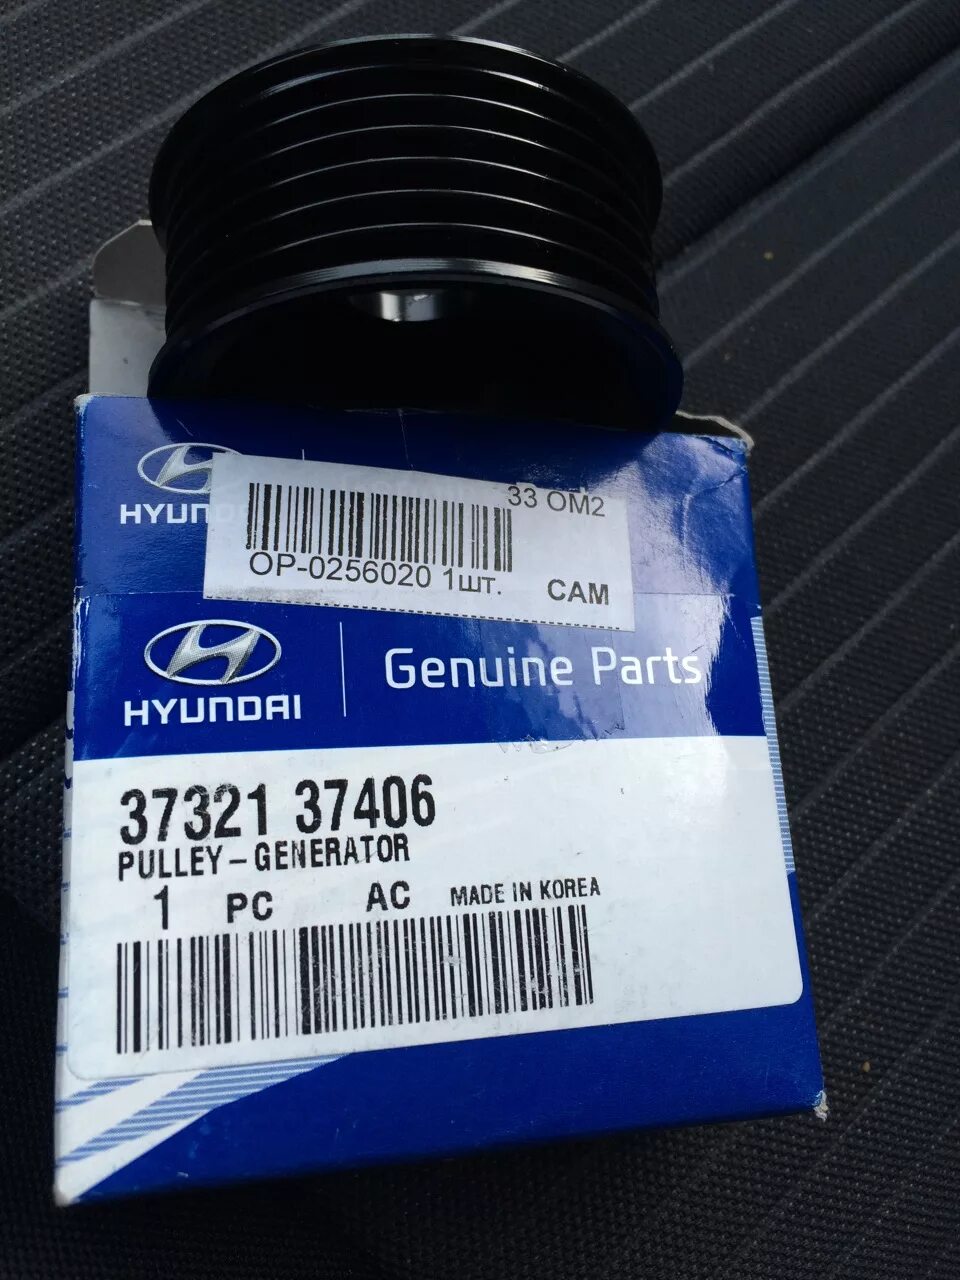 HYUN
33 OM2
OP-0256020 1шт.
CAM
HYUNDAI
Genuine Parts
37321 37406
PULLEY-GENERATOR
1 PC AC MADE IN KOREA